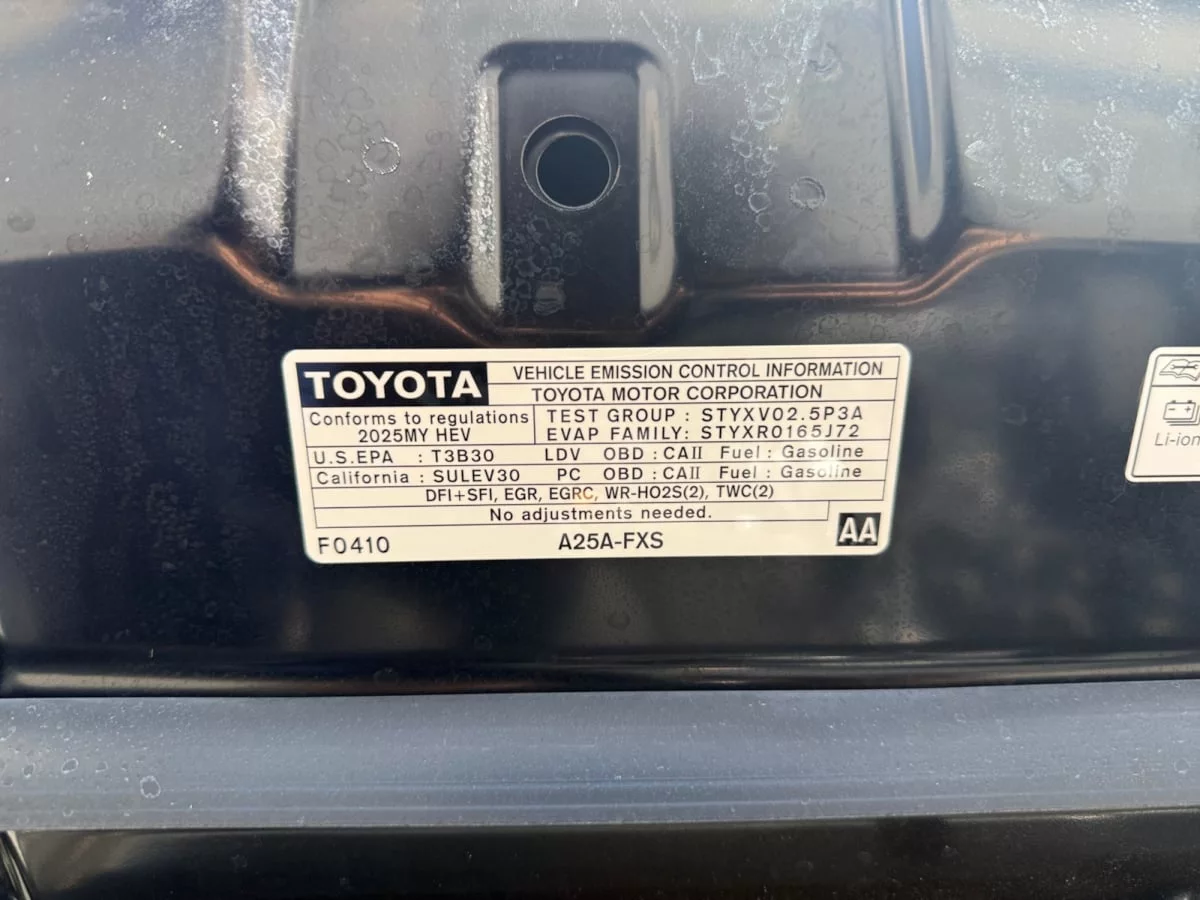 TOYOTA
VEHICLE EMISSION CONTROL INFORMATION
TOYOTA MOTOR CORPORATION
Conforms to regulations
2025MY HEV
TEST GROUP : STYXV02.5P3A
EVAP FAMILY: STYXR0165J72
U.S.EPA : T3B30 LDV OBD : CAII Fuel : Gasoline
California : SULEV30 PC OBD : CAII Fuel : Gasoline
DFI+SFI, EGR, EGRC, WR-HO2S(2), TWC(2)
No adjustments needed.
F0410 A25A-FXS AA
Li-ion